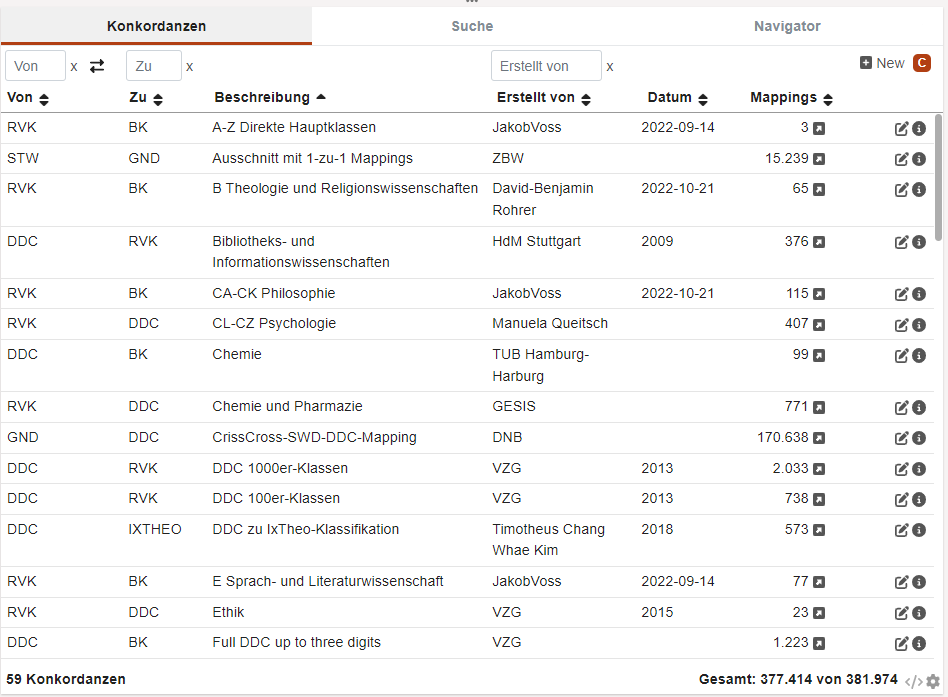 Konkordanzen Suche Navigator
Von x Zu x Erstellt von x New C
Von Zu Beschreibung Erstellt von Datum Mappings
RVK BK A-Z Direkte Hauptklassen JakobVoss 2022-09-14 3
STW GND Ausschnitt mit 1-zu-1 Mappings ZBW 15.239
RVK BK B Theologie und Religionswissenschaften David-Benjamin 2022-10-21 65
Rohrer
DDC RVK Bibliotheks- und HdM Stuttgart 2009 376
Informationswissenschaften
RVK BK CA-CK Philosophie JakobVoss 2022-10-21 115
RVK DDC CL-CZ Psychologie Manuela Queitsch 407
DDC BK Chemie TUB Hamburg- 99
Harburg
RVK DDC Chemie und Pharmazie GESIS 771
GND DDC CrissCross-SWD-DDC-Mapping DNB 170.638
DDC RVK DDC 1000er-Klassen VZG 2013 2.033
DDC RVK DDC 100er-Klassen VZG 2013 738
DDC IXTHEO DDC zu IxTheo-Klassifikation Timotheus Chang 2018 573
Whae Kim
RVK BK E Sprach- und Literaturwissenschaft JakobVoss 2022-09-14 77
RVK DDC Ethik VZG 2015 23
DDC BK Full DDC up to three digits VZG 1.223
59 Konkordanzen Gesamt: 377.414 von 381.974 </>